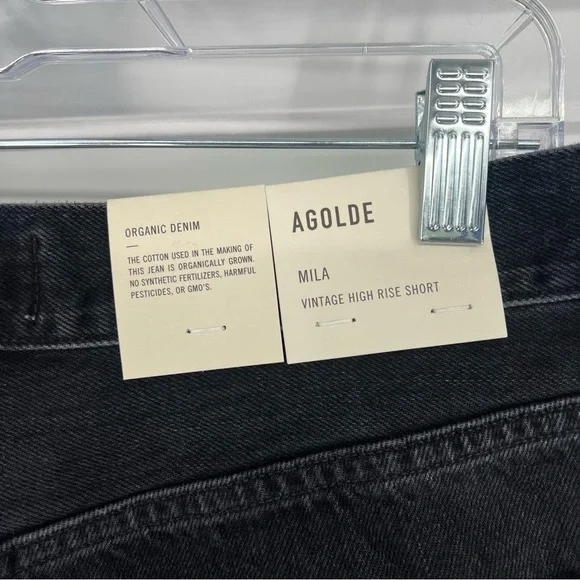 ORGANIC DENIM
THE COTTON USED IN THE MAKING OF
THIS JEAN IS ORGANICALLY GROWN.
NO SYNTHETIC FERTILIZERS, HARMFUL
PESTICIDES, OR GMO'S.
AGOLDE
MILA
VINTAGE HIGH RISE SHORT